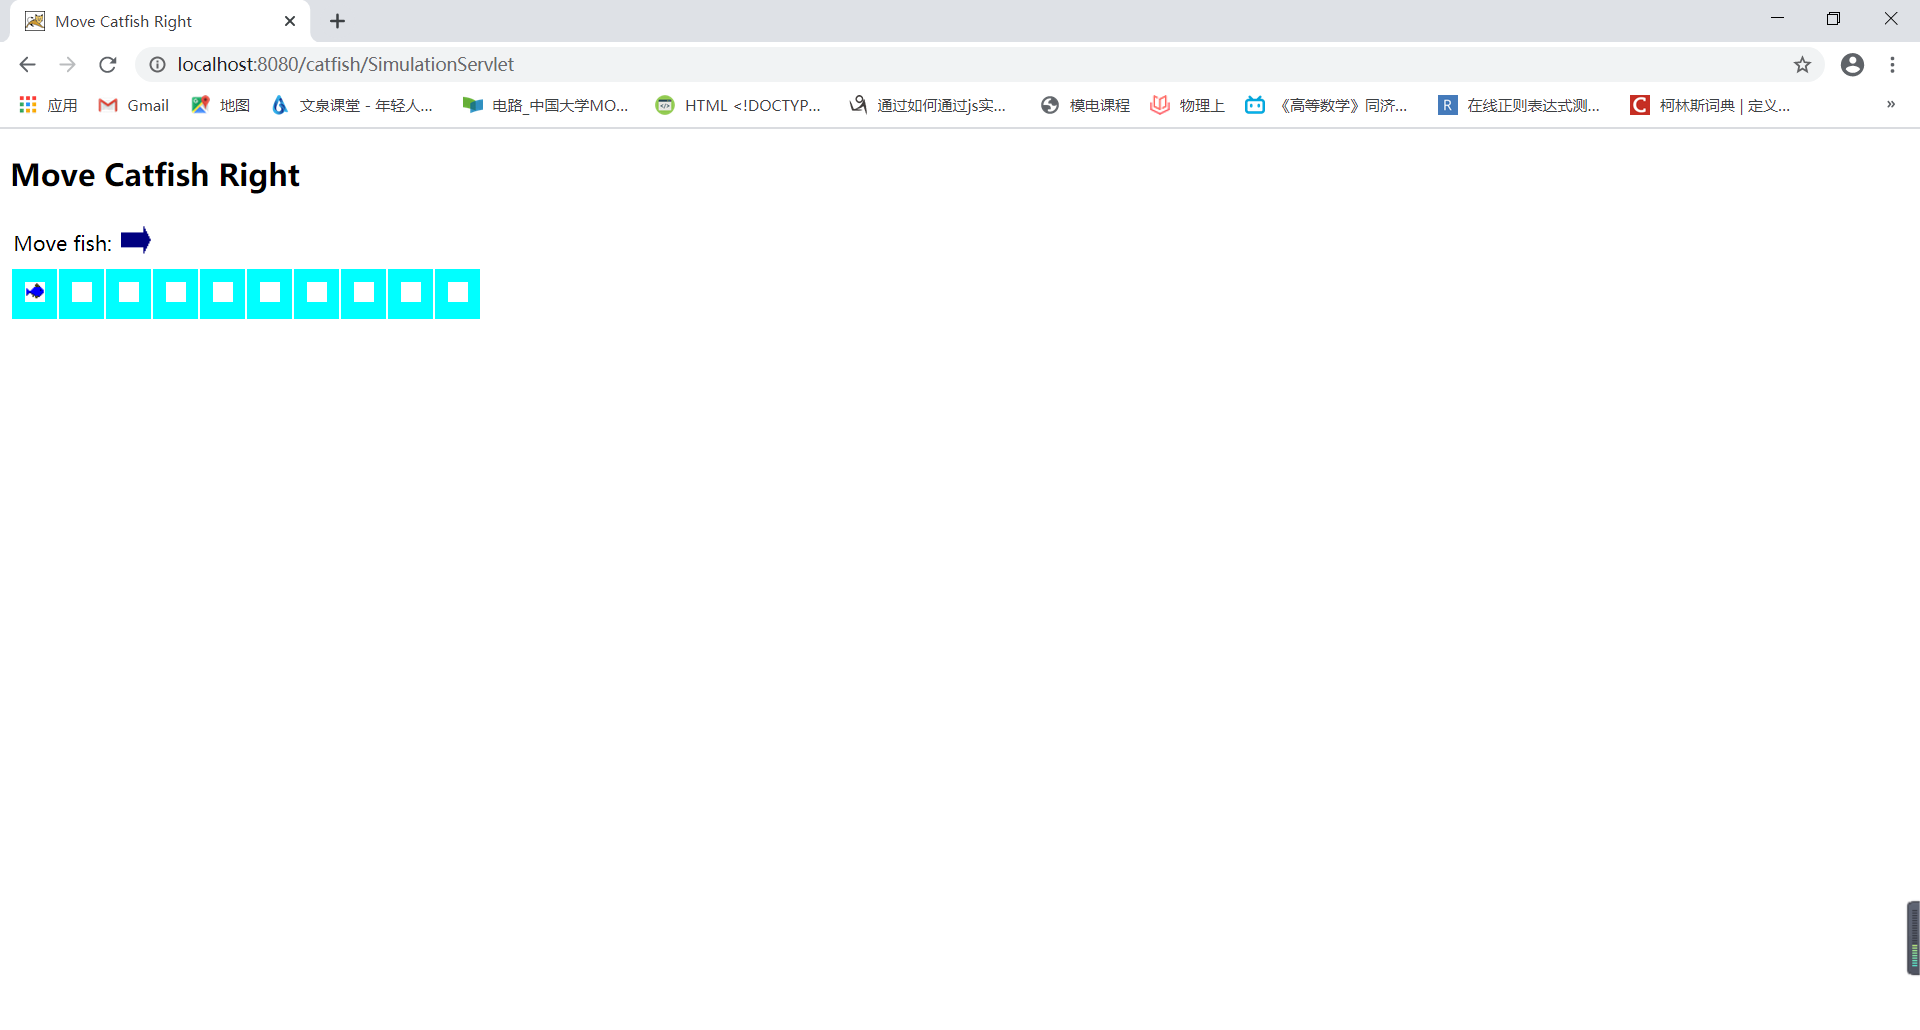 Move Catfish Right
localhost:8080/catfish/SimulationServlet
应用 Gmail 地图 文泉课堂 - 年轻人... 电路_中国大学MO... HTML <!DOCTYP... 通过如何通过js实... 模电课程 物理上 《高等数学》同济... R 在线正则表达式测... C 柯林斯词典 | 定义... »
Move Catfish Right
Move fish: